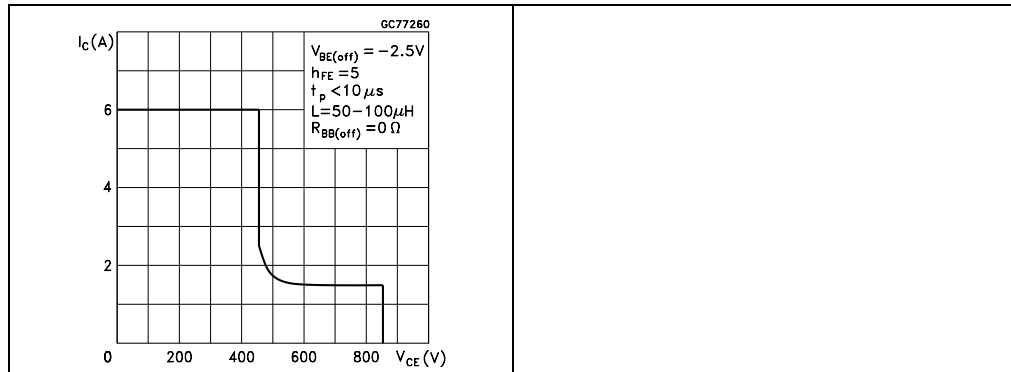 GC77260
I_C(A)
V_BE(off) = -2.5V
h_FE = 5
t_p < 10 μs
L=50-100μH
R_BB(off) = 0 Ω
6
4
2
0 200 400 600 800 V_CE(V)